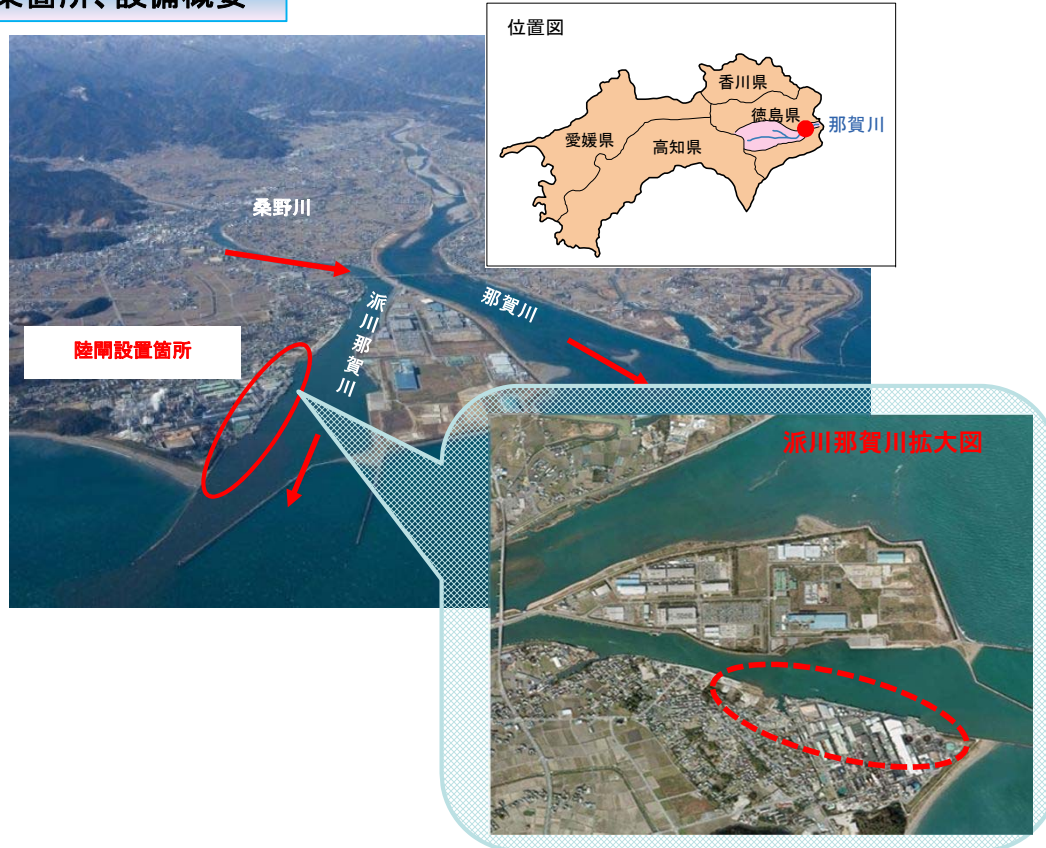 業箇所、設備概要
位置図
香川県
徳島県
那賀川
愛媛県
高知県
桑野川
派川那賀川
那賀川
陸閘設置箇所
派川那賀川拡大図